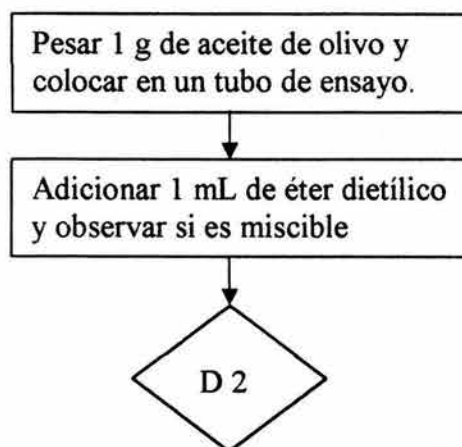 Pesar 1 g de aceite de olivo y
colocar en un tubo de ensayo.
Adicionar 1 mL de éter dietílico
y observar si es miscible
D 2